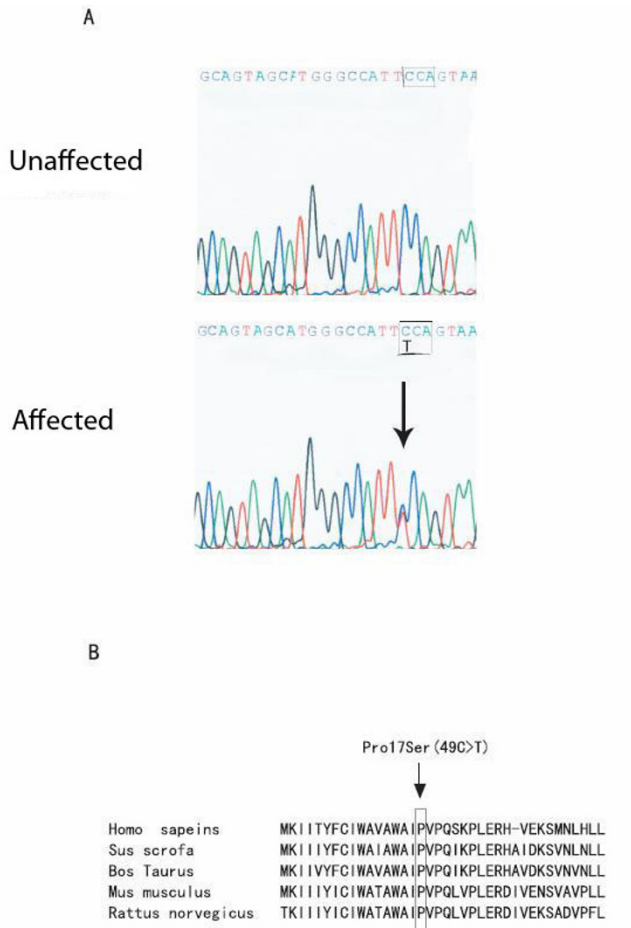 A
GCAGTAGCATGGGCCATTCCAGTAA
Unaffected
GCAGTAGCATGGGCCATTCCAGTAA
T
Affected
B
Pro17Ser(49C>T)
Homo sapeins MKIITYFCIWAVAWAIPVPQSKPLERH-VEKSMNLHLL
Sus scrofa MKIIIYFCIWAIAWAIPVPQIKPLERHAIDKSVNLNLL
Bos Taurus MKIIVYFCIWAVAWAIPVPQIKPLERHAVDKSVNVNLL
Mus musculus MKIIIYICIWATAWAIPVPQLVPLERDIVENSVAVPLL
Rattus norvegicus TKIIIYICIWATAWAIPVPQLVPLERDIVEKSADVPFL